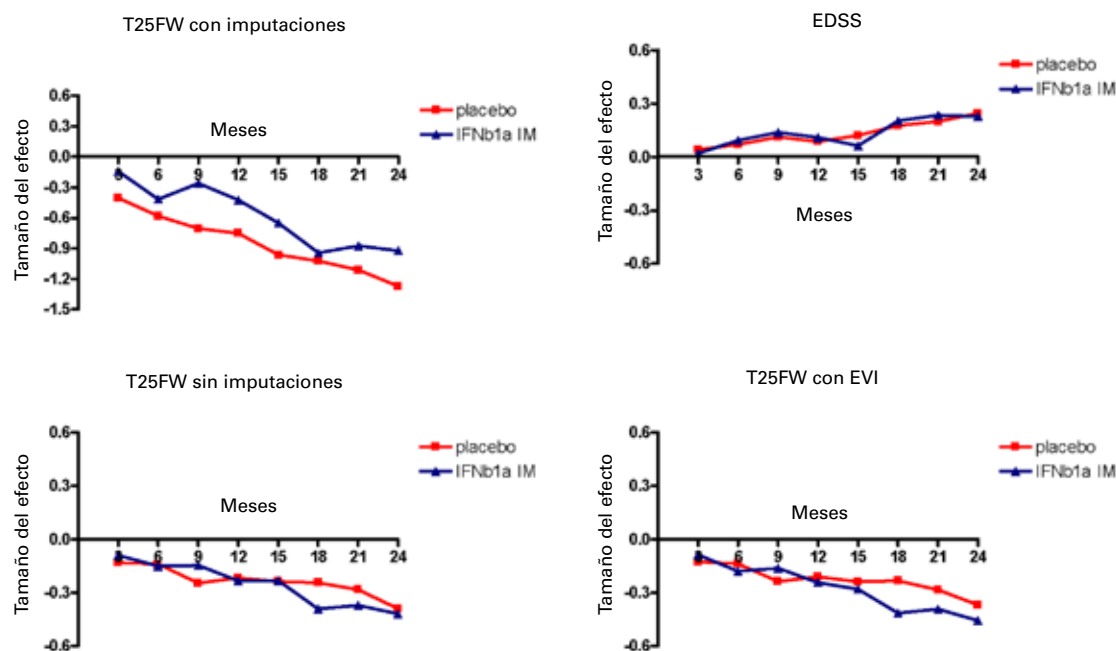 T25FW con imputaciones
Tamaño del efecto
0.6
0.3
0.0
-0.3
-0.6
-0.9
-1.2
-1.5
Meses
3 6 9 12 15 18 21 24
placebo
IFNb1a IM
EDSS
Tamaño del efecto
0.6
0.3
0.0
-0.3
-0.6
3 6 9 12 15 18 21 24
Meses
placebo
IFNb1a IM
T25FW sin imputaciones
Tamaño del efecto
0.6
0.3
0.0
-0.3
-0.6
Meses
3 6 9 12 15 18 21 24
placebo
IFNb1a IM
T25FW con EVI
Tamaño del efecto
0.6
0.3
0.0
-0.3
-0.6
Meses
3 6 9 12 15 18 21 24
placebo
IFNb1a IM